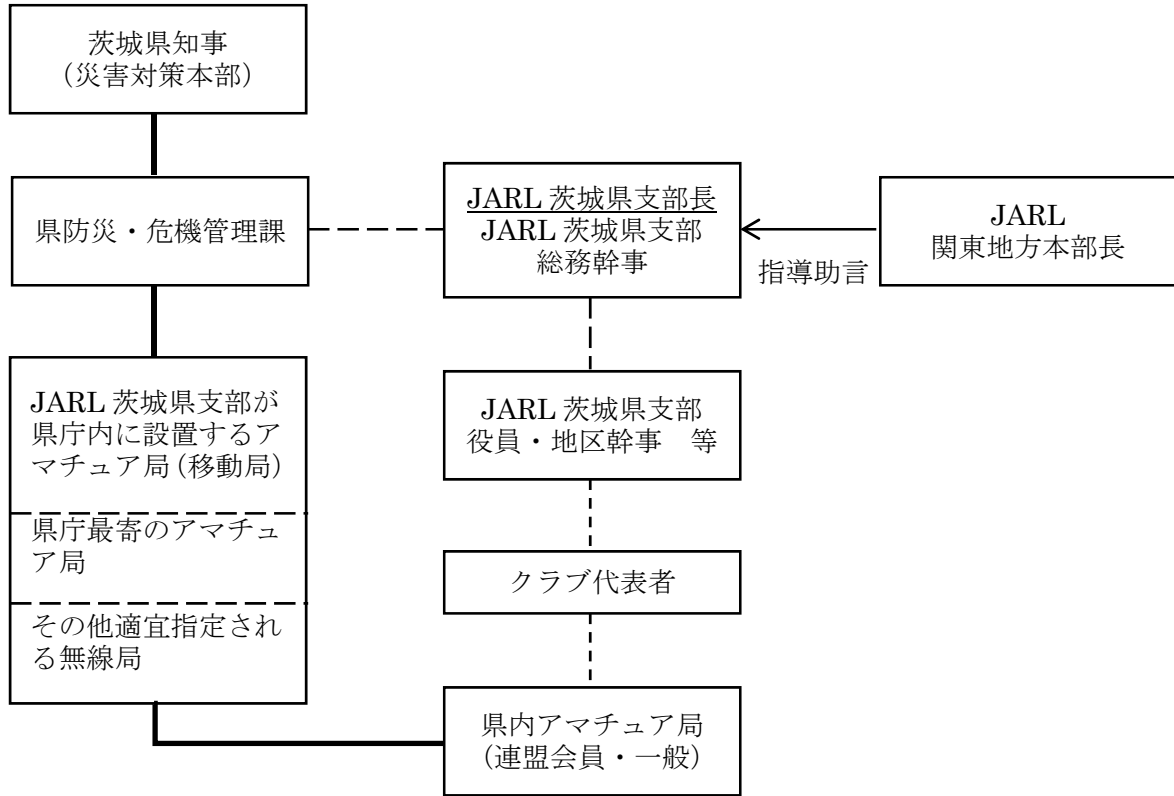 茨城県知事
(災害対策本部)
県防災・危機管理課
JARL 茨城県支部長
JARL 茨城県支部
総務幹事
指導助言
JARL
関東地方本部長
JARL 茨城県支部が
県庁内に設置するア
マチュア局(移動局)
県庁最寄のアマチュ
ア局
その他適宜指定され
る無線局
JARL 茨城県支部
役員・地区幹事　等
クラブ代表者
県内アマチュア局
(連盟会員・一般)